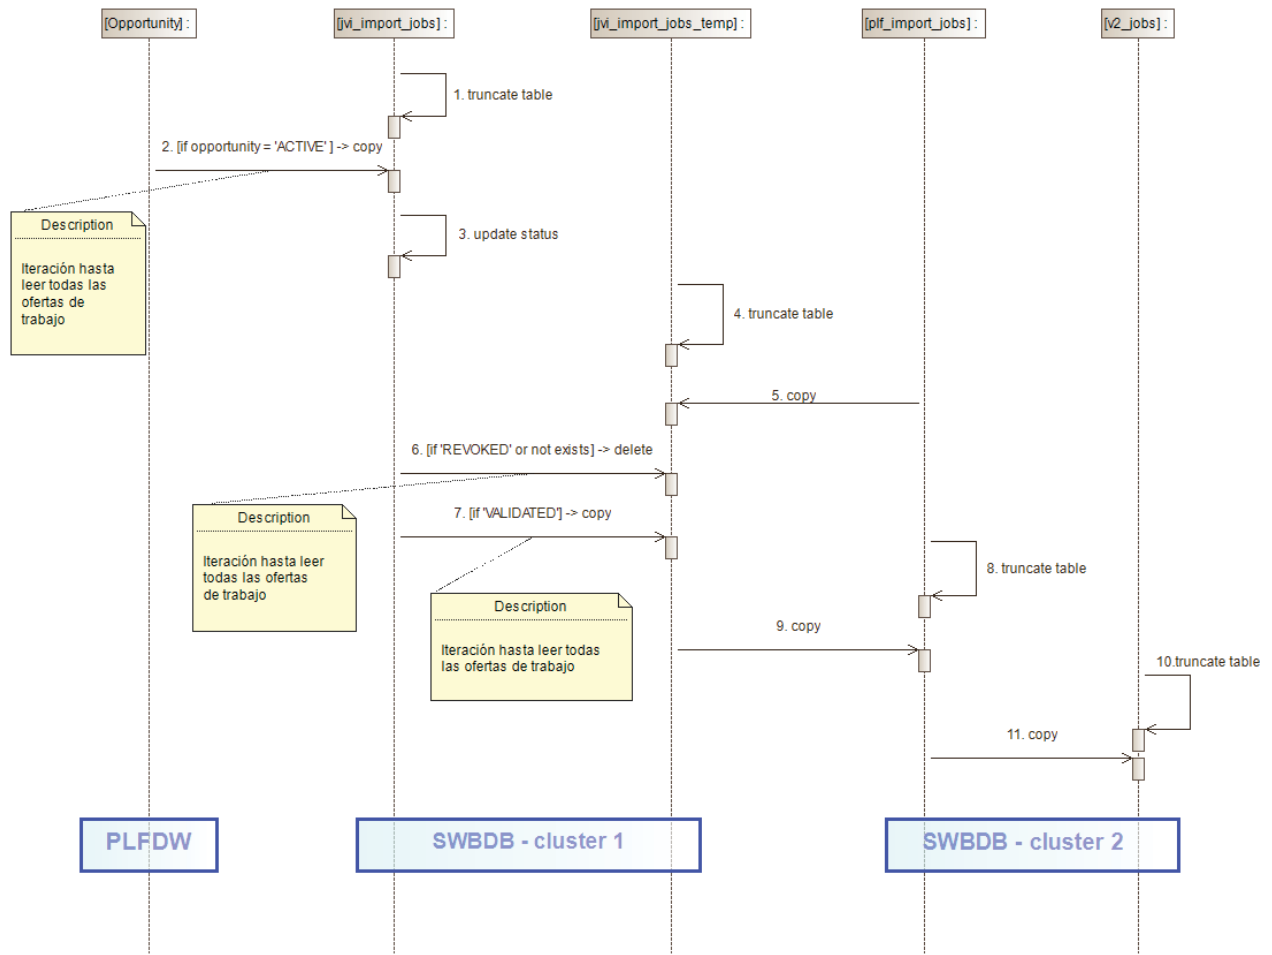 [Opportunity] :
[jvi_import_jobs] :
[jvi_import_jobs_temp] :
[plf_import_jobs] :
[v2_jobs] :
1. truncate table
2. [if opportunity = 'ACTIVE' ] -> copy
Description
Iteración hasta
leer todas las
ofertas de
trabajo
3. update status
4. truncate table
5. copy
6. [if 'REVOKED' or not exists] -> delete
Description
Iteración hasta leer
todas las ofertas
de trabajo
7. [if 'VALIDATED'] -> copy
Description
Iteración hasta leer todas
las ofertas de trabajo
8. truncate table
9. copy
10.truncate table
11. copy
PLFDW
SWBDB - cluster 1
SWBDB - cluster 2